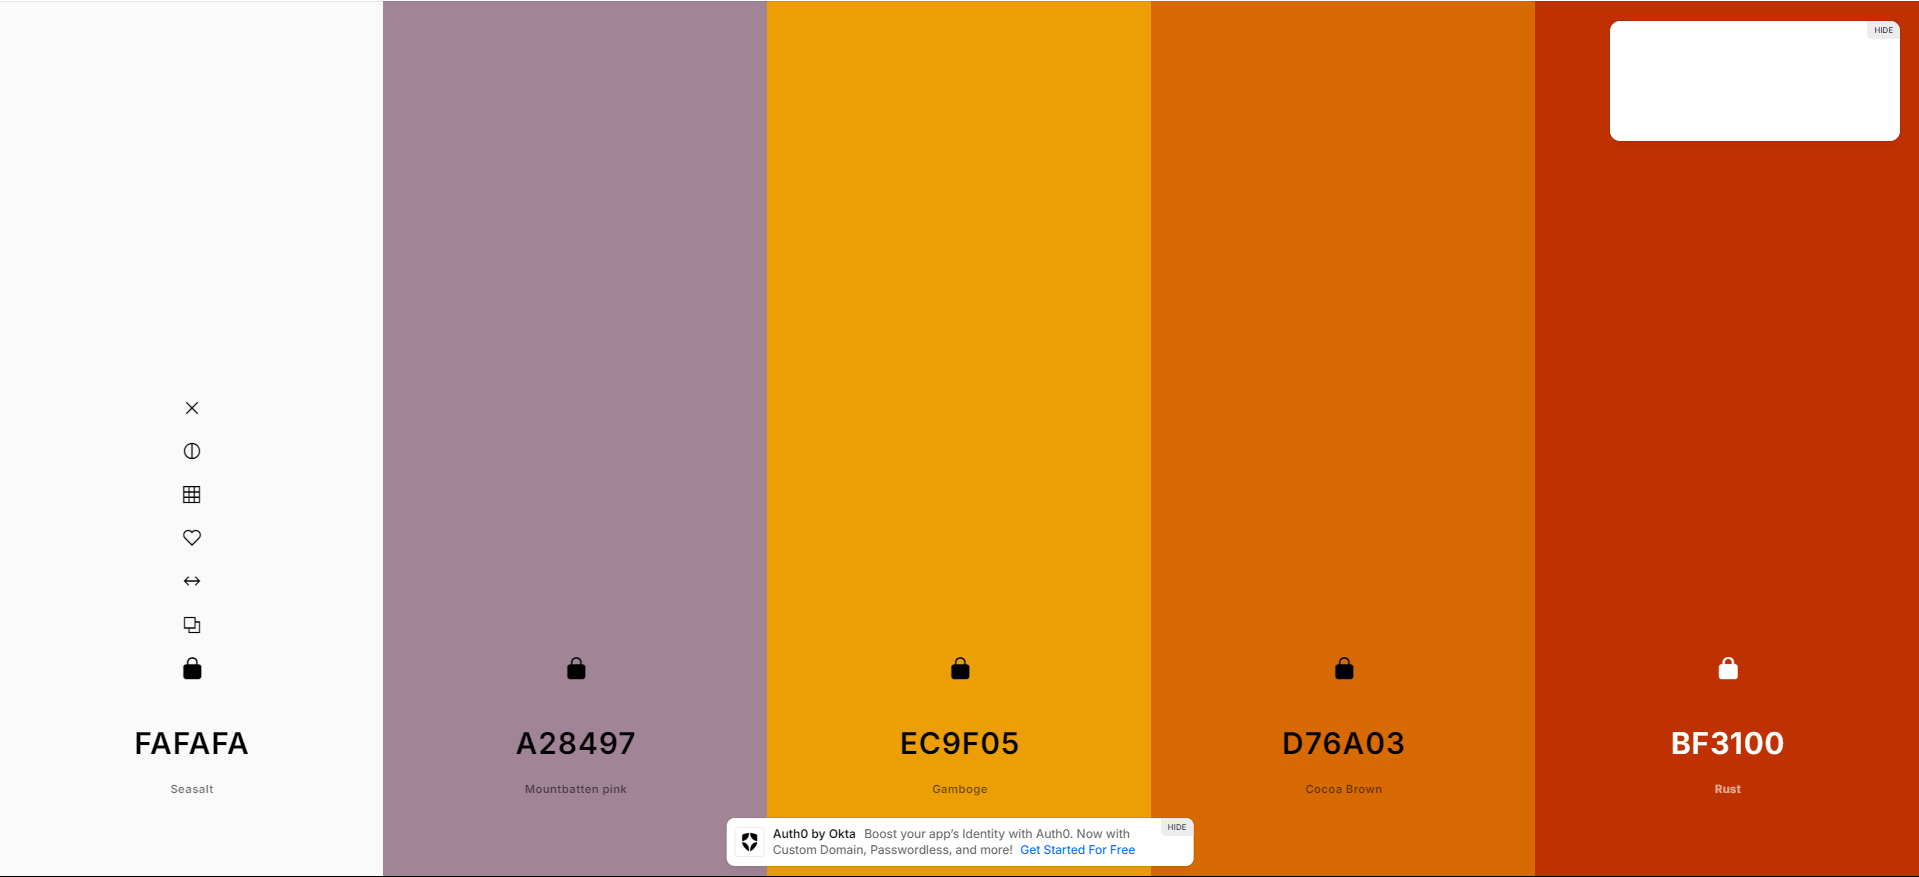 HIDE
FAFAFA
Seasalt
A28497
Mountbatten pink
EC9F05
Gamboge
D76A03
Cocoa Brown
BF3100
Rust
Auth0 by Okta Boost your app's Identity with Auth0. Now with
Custom Domain, Passwordless, and more! Get Started For Free
HIDE